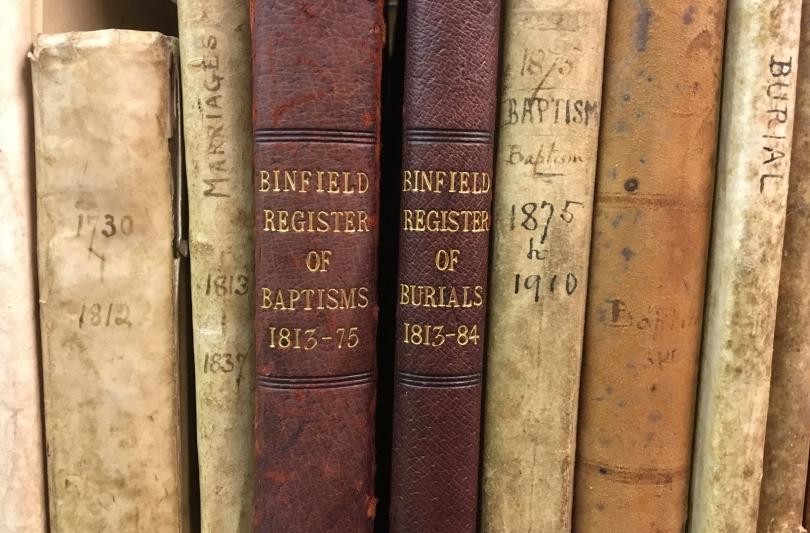 1730
1812
MARRIAGES
1813
1837
BINFIELD
REGISTER
OF
BAPTISMS
1813-75
BINFIELD
REGISTER
OF
BURIALS
1813-84
1875
BAPTISM
Baptism
1875
to
1910
BURIAL